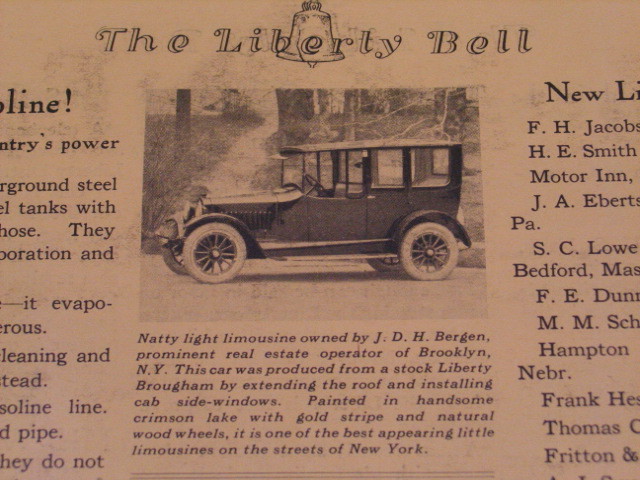 The Liberty Bell
line!
ntry's power
rground steel
el tanks with
hose. They
poration and
e—it evapo-
erous.
cleaning and
stead.
soline line.
d pipe.
hey do not
Natty light limousine owned by J. D. H. Bergen,
prominent real estate operator of Brooklyn,
N.Y. This car was produced from a stock Liberty
Brougham by extending the roof and installing
cab side-windows. Painted in handsome
crimson lake with gold stripe and natural
wood wheels, it is one of the best appearing little
limousines on the streets of New York.
New Li
F. H. Jacobs
H. E. Smith
Motor Inn,
J. A. Eberts
Pa.
S. C. Lowe
Bedford, Mas
F. E. Dunn
M. M. Sch
Hampton
Nebr.
Frank Hes
Thomas C
Fritton &